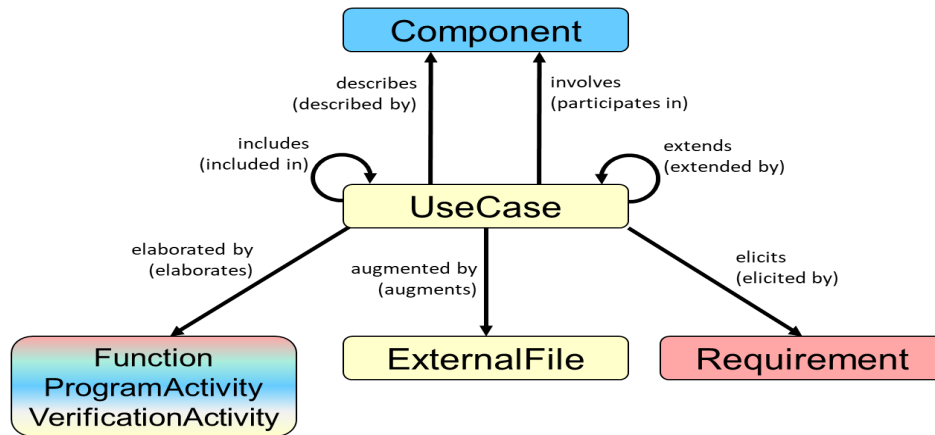 Component
describes
(described by)
involves
(participates in)
includes
(included in)
extends
(extended by)
UseCase
elaborated by
(elaborates)
augmented by
(augments)
elicits
(elicited by)
Function
ProgramActivity
VerificationActivity
ExternalFile
Requirement